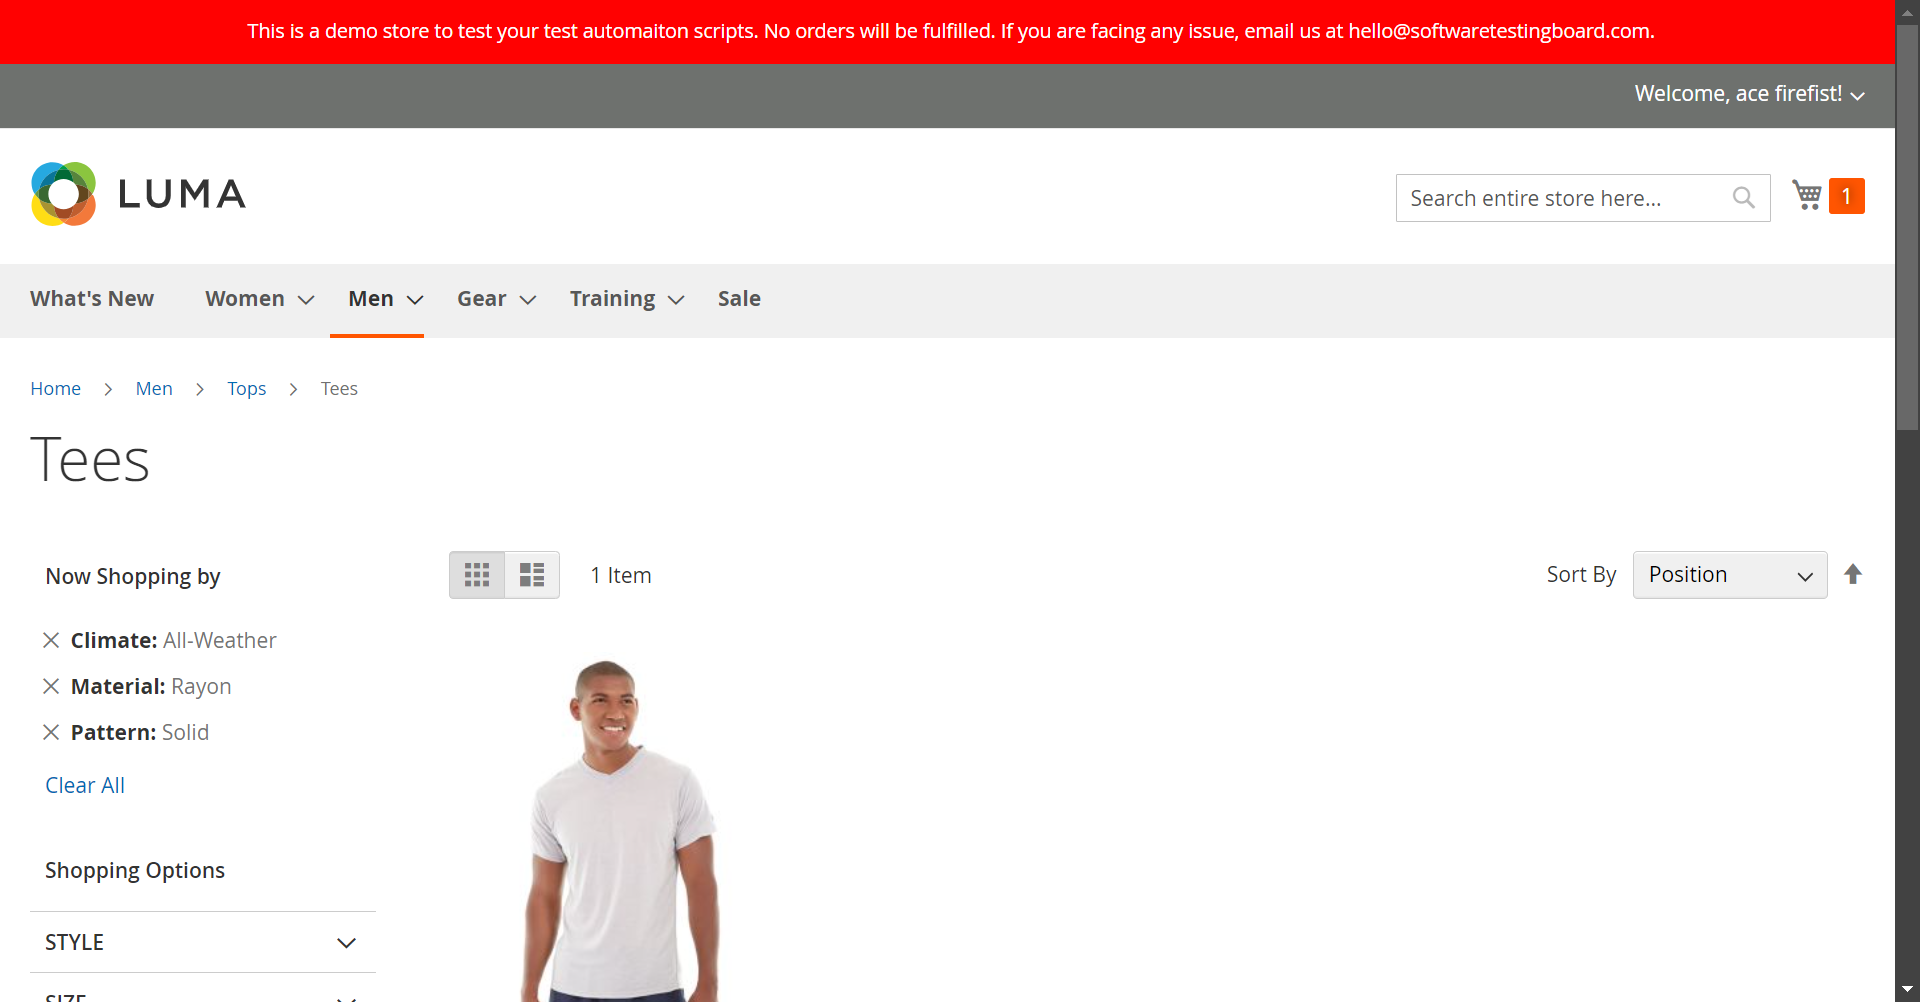 This is a demo store to test your test automaiton scripts. No orders will be fulfilled. If you are facing any issue, email us at hello@softwaretestingboard.com.
Welcome, ace firefist!
LUMA
Search entire store here...
1
What's New
Women
Men
Gear
Training
Sale
Home
Men
Tops
Tees
Tees
Now Shopping by
1 Item
Sort By
Position
Climate: All-Weather
Material: Rayon
Pattern: Solid
Clear All
Shopping Options
STYLE
SIZE